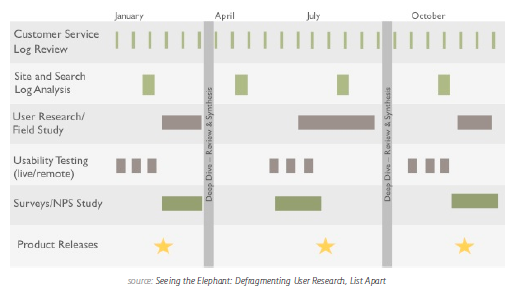 January April July October
Customer Service
Log Review
Site and Search
Log Analysis
User Research/
Field Study
Usability Testing
(live/remote)
Surveys/NPS Study
Product Releases
Deep Dive – Review & Synthesis
Deep Dive – Review & Synthesis
source: Seeing the Elephant: Defragmenting User Research, List Apart